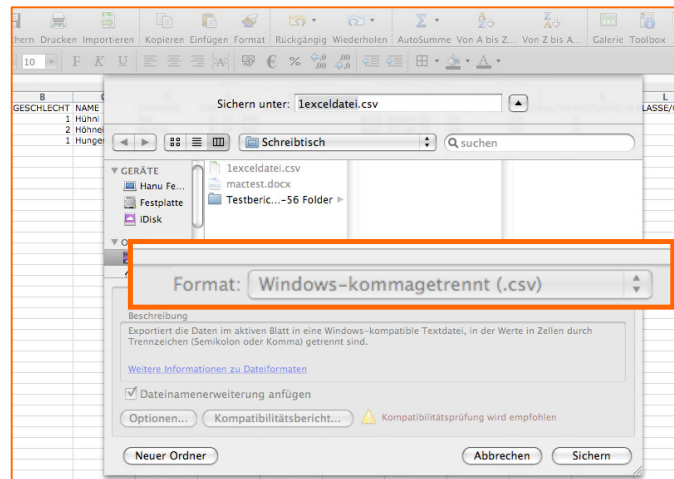 hern Drucken Importieren Kopieren Einfügen Format Rückgängig Wiederholen AutoSumme Von A bis Z... Von Z bis A... Galerie Toolbox
10 F K U € % ,00 ,0
B L
GESCHLECHT NAME LASSE/
1 Hühni
2 Höhne
1 Hunge
Sichern unter: 1exceldatei.csv
Schreibtisch suchen
GERÄTE
Hanu Fe...
Festplatte
iDisk
1exceldatei.csv
mactest.docx
Testberic...-56 Folder
Format: Windows-kommagetrennt (.csv)
Beschreibung
Exportiert die Daten im aktiven Blatt in eine Windows-kompatible Textdatei, in der Werte in Zellen durch
Trennzeichen (Semikolon oder Komma) getrennt sind.
Weitere Informationen zu Dateiformaten
Dateinamenerweiterung anfügen
Optionen... Kompatibilitätsbericht... Kompatibilitätsprüfung wird empfohlen
Neuer Ordner Abbrechen Sichern